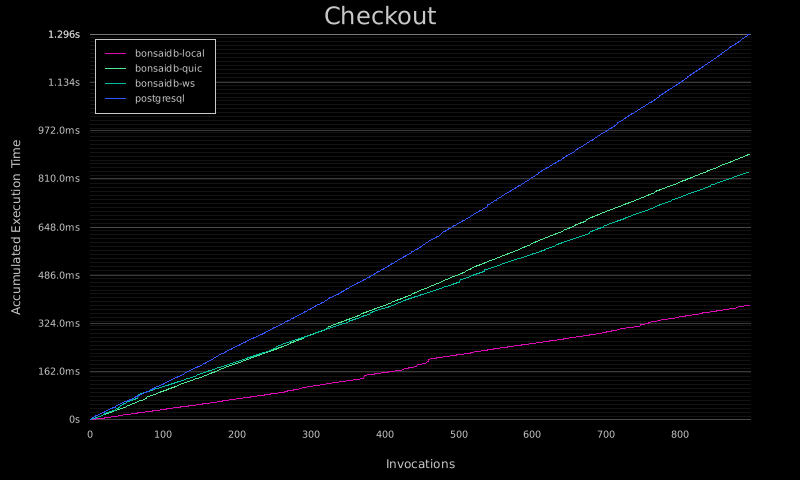 Checkout
1.296s
1.134s
972.0ms
810.0ms
648.0ms
486.0ms
324.0ms
162.0ms
0s
bonsaidb-local
bonsaidb-quic
bonsaidb-ws
postgresql
Accumulated Execution Time
0 100 200 300 400 500 600 700 800
Invocations